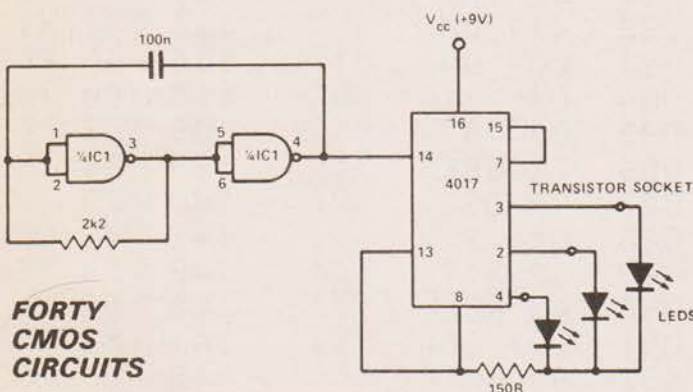 100n
V_cc (+9V)
1
2
¼IC1
3
5
6
¼IC1
4
2k2
14
16
15
7
4017
TRANSISTOR SOCKET
3
13
2
8
4
LEDS
150R
FORTY
CMOS
CIRCUITS